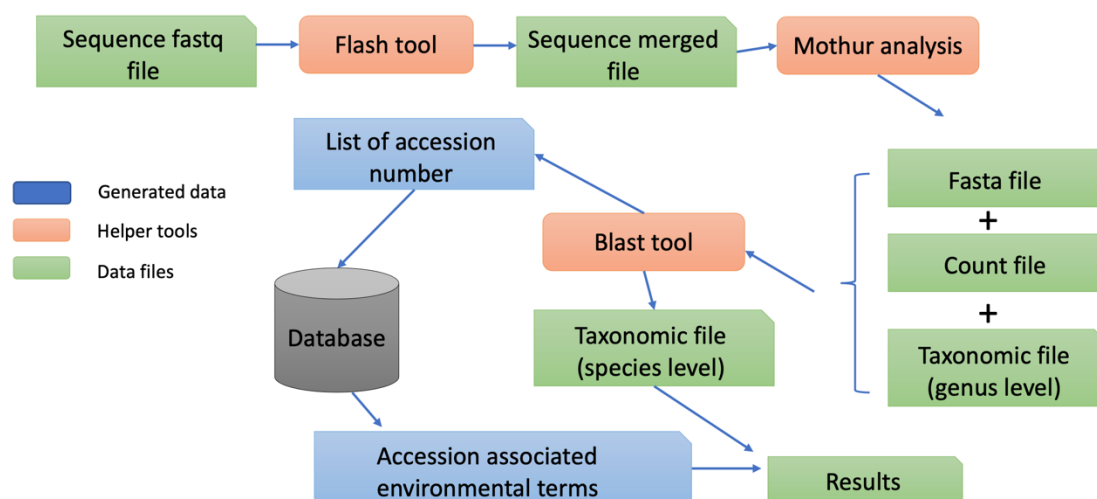 Sequence fastq
file
Flash tool
Sequence merged
file
Mothur analysis
List of accession
number
Generated data
Helper tools
Data files
Fasta file
+
Count file
+
Taxonomic file
(genus level)
Blast tool
Database
Taxonomic file
(species level)
Accession associated
environmental terms
Results